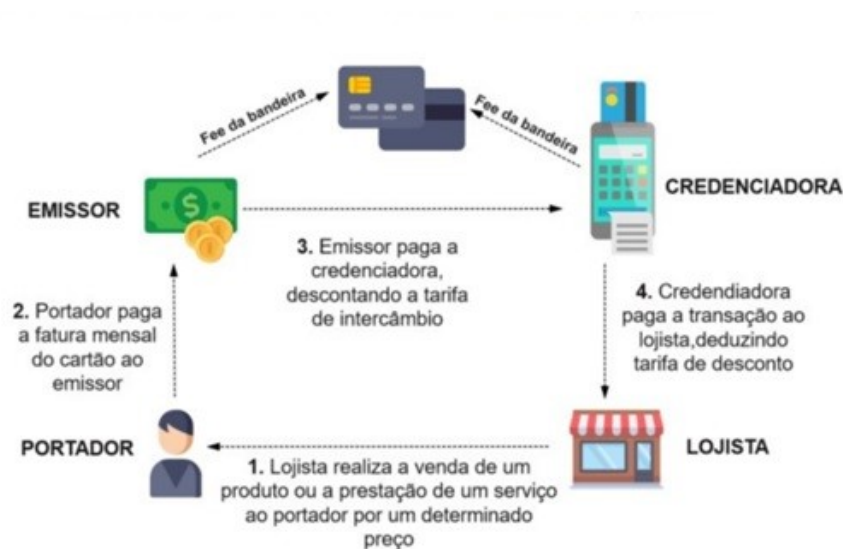 Fee da bandeira
Fee da bandeira
EMISSOR
CREDENCIADORA
3. Emissor paga a
credenciadora,
descontando a tarifa
de intercâmbio
2. Portador paga
a fatura mensal
do cartão ao
emissor
4. Credendiadora
paga a transação ao
lojista,deduzindo
tarifa de desconto
PORTADOR
LOJISTA
1. Lojista realiza a venda de um
produto ou a prestação de um serviço
ao portador por um determinado
preço